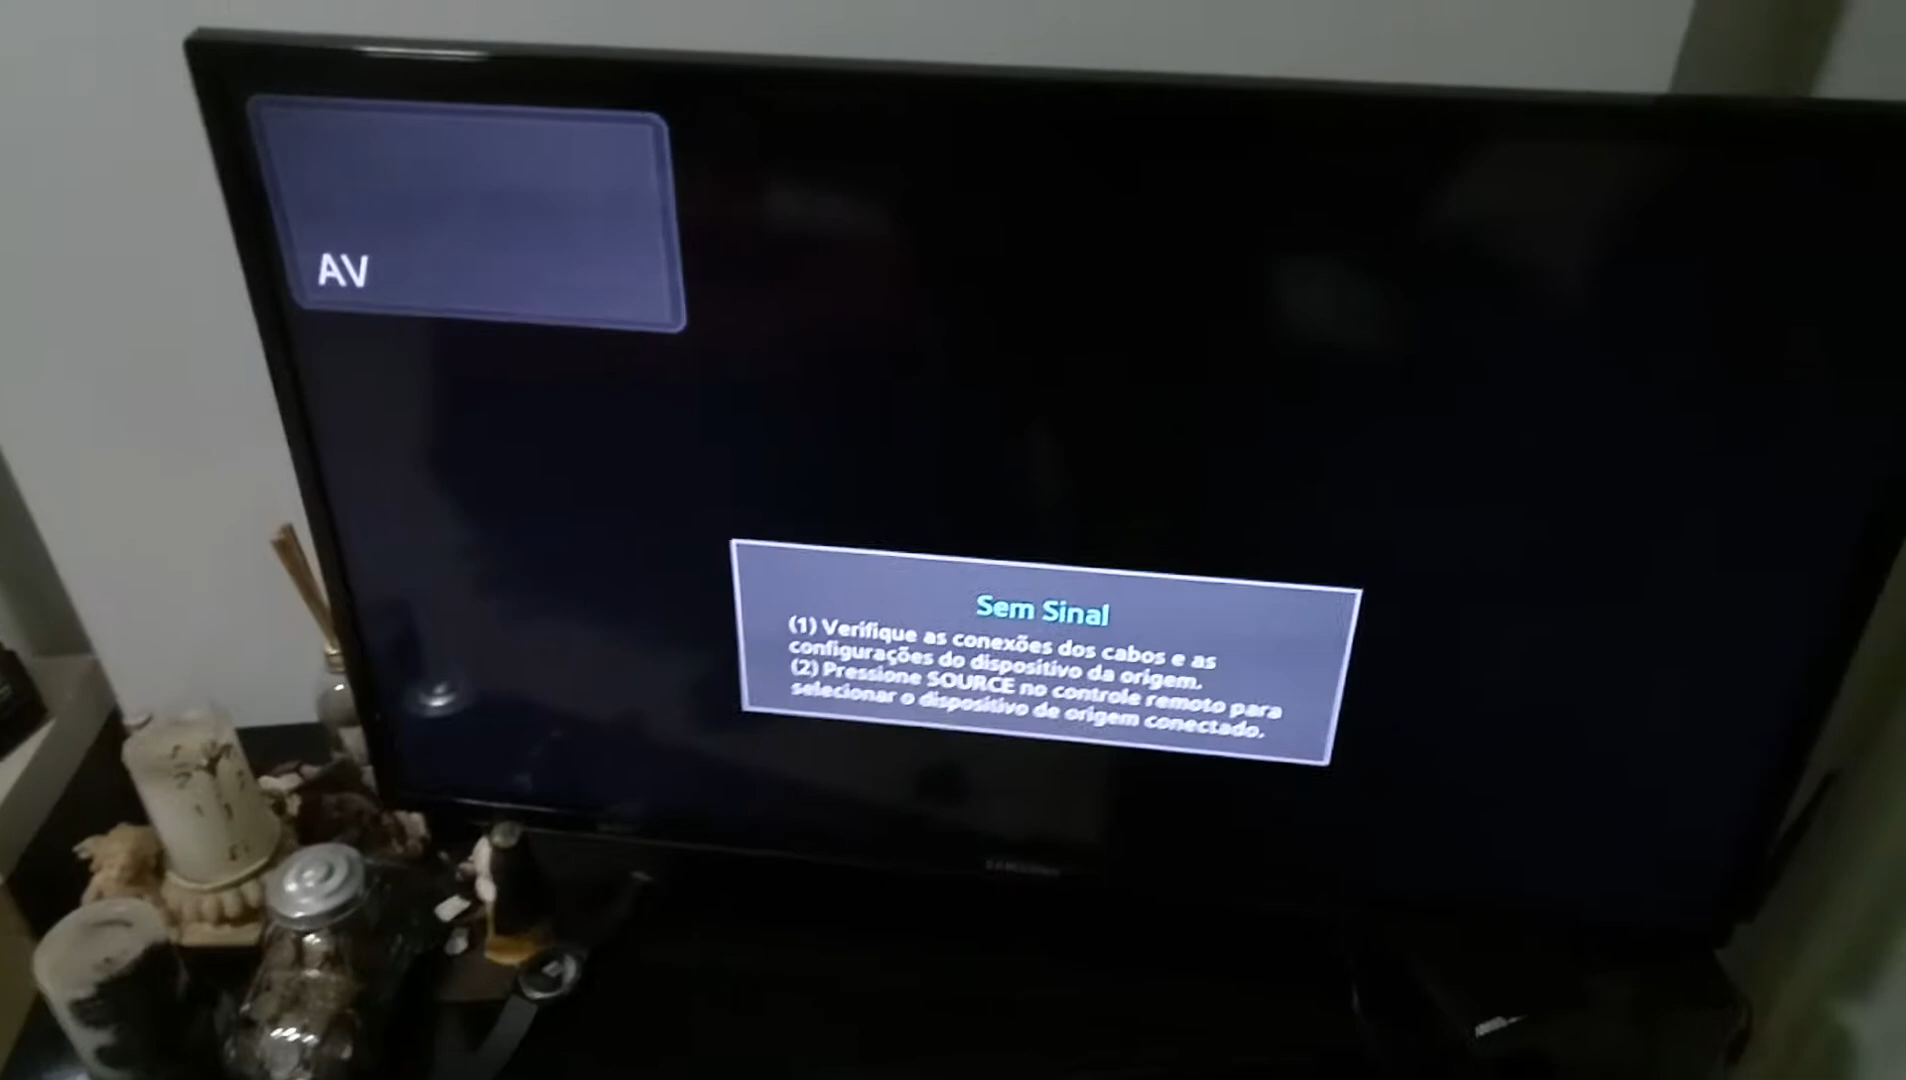 AV
Sem Sinal
(1) Verifique as conexões dos cabos e as
configurações do dispositivo da origem.
(2) Pressione SOURCE no controle remoto para
selecionar o dispositivo de origem conectado.
SAMSUNG